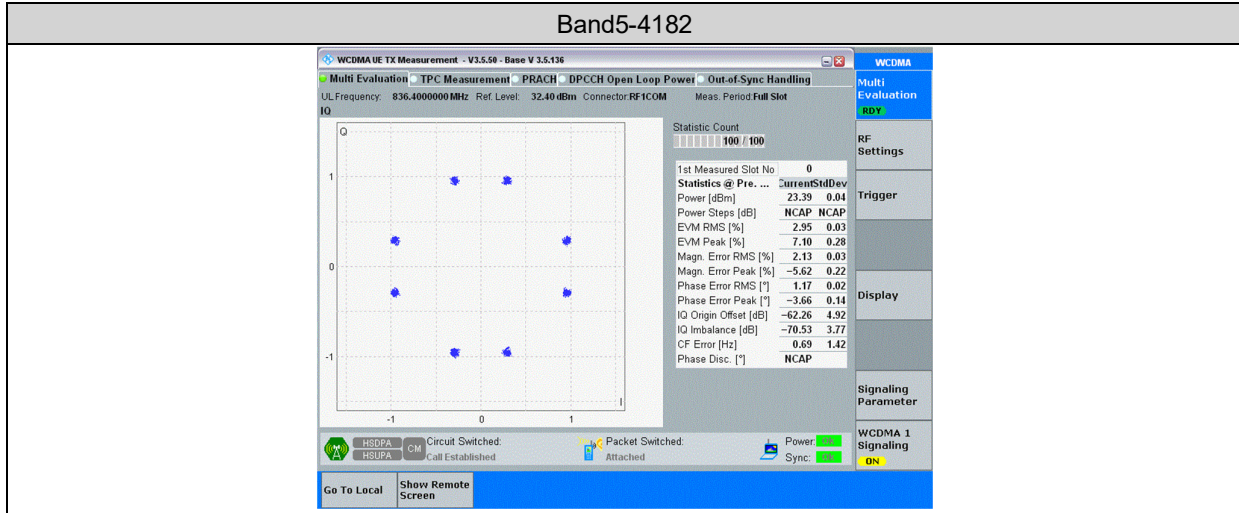 Band5-4182
WCDMA UE TX Measurement - V3.5.50 - Base V 3.5.136
WCDMA
Multi Evaluation TPC Measurement PRACH DPCCH Open Loop Power Out-of-Sync Handling
Multi
Evaluation
RDY
UL Frequency: 836.4000000 MHz Ref. Level: 32.40 dBm Connector:RF1COM Meas. Period:Full Slot
IQ
Q
1
0
-1
-1 0 1
I
Statistic Count
100 / 100
1st Measured Slot No 0
Statistics @ Pre. ... CurrentStdDev
Power [dBm] 23.39 0.04
Power Steps [dB] NCAP NCAP
EVM RMS [%] 2.95 0.03
EVM Peak [%] 7.10 0.28
Magn. Error RMS [%] 2.13 0.03
Magn. Error Peak [%] −5.62 0.22
Phase Error RMS [°] 1.17 0.02
Phase Error Peak [°] −3.66 0.14
IQ Origin Offset [dB] −62.26 4.92
IQ Imbalance [dB] −70.53 3.77
CF Error [Hz] 0.69 1.42
Phase Disc. [°] NCAP
RF
Settings
Trigger
Display
Signaling
Parameter
WCDMA 1
Signaling
ON
HSDPA
HSUPA
CM
Circuit Switched:
Call Established
Packet Switched:
Attached
Power: OK
Sync: OK
Go To Local
Show Remote
Screen